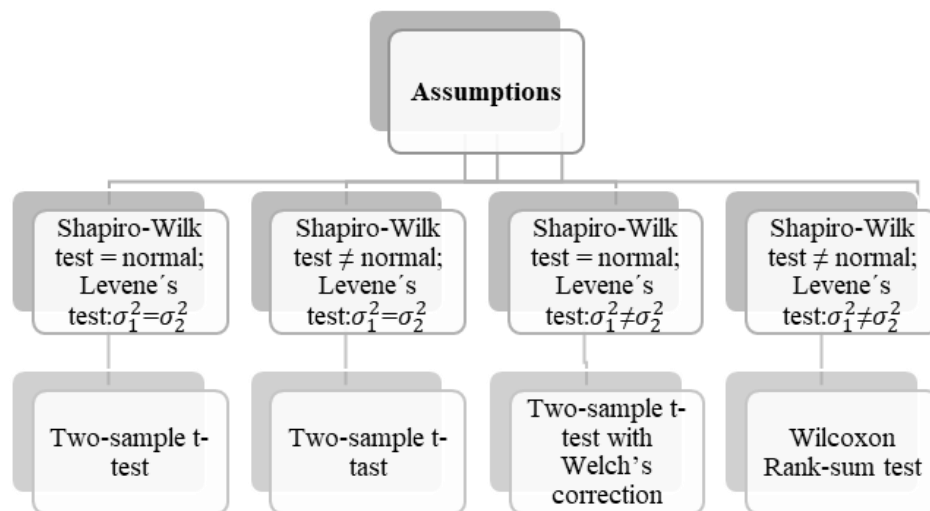 Assumptions
Shapiro-Wilk
test = normal;
Levene´s
test:σ₁²=σ₂²
Shapiro-Wilk
test ≠ normal;
Levene´s
test:σ₁²=σ₂²
Shapiro-Wilk
test = normal;
Levene´s
test:σ₁²≠σ₂²
Shapiro-Wilk
test ≠ normal;
Levene´s
test:σ₁²≠σ₂²
Two-sample t-
test
Two-sample t-
tast
Two-sample t-
test with
Welch’s
correction
Wilcoxon
Rank-sum test